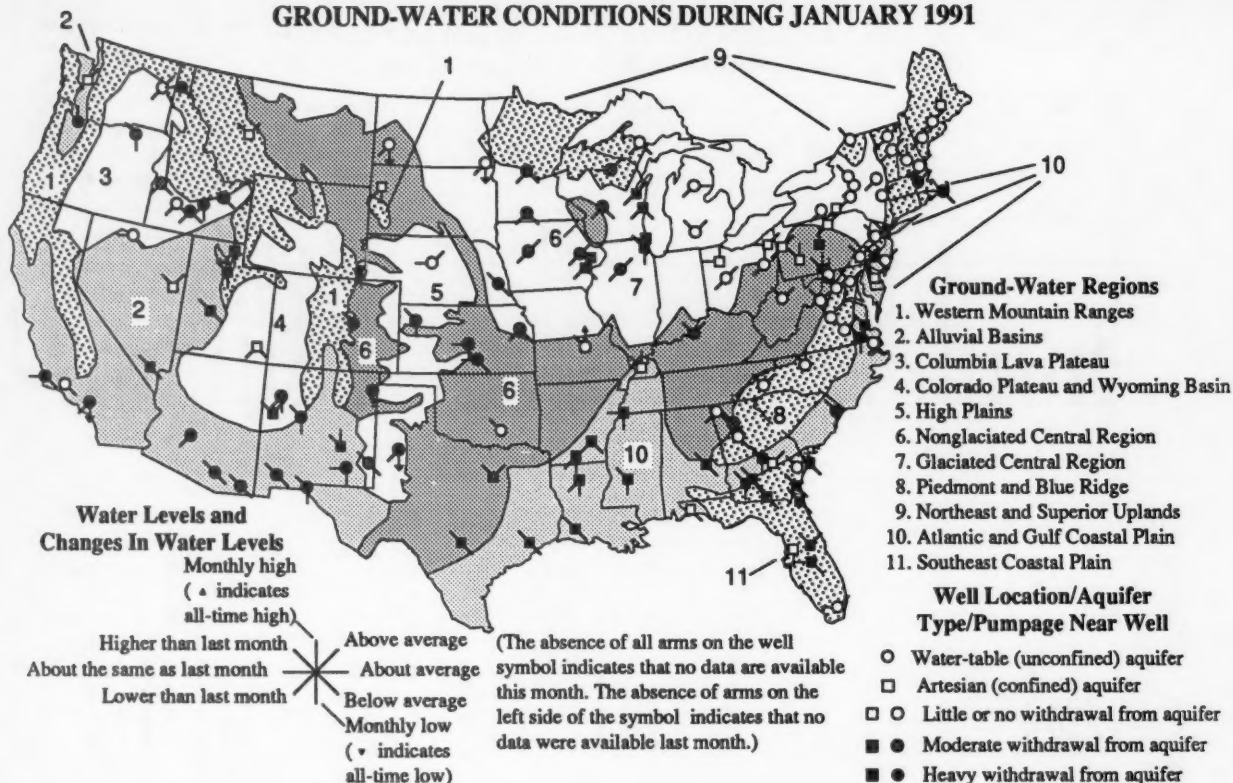 GROUND-WATER CONDITIONS DURING JANUARY 1991
2
1
9
10
1
3
2
4
1
5
6
6
6
7
8
10
11
Ground-Water Regions
1. Western Mountain Ranges
2. Alluvial Basins
3. Columbia Lava Plateau
4. Colorado Plateau and Wyoming Basin
5. High Plains
6. Nonglaciated Central Region
7. Glaciated Central Region
8. Piedmont and Blue Ridge
9. Northeast and Superior Uplands
10. Atlantic and Gulf Coastal Plain
11. Southeast Coastal Plain
Well Location/Aquifer
Type/Pumpage Near Well
Water-table (unconfined) aquifer
Artesian (confined) aquifer
Little or no withdrawal from aquifer
Moderate withdrawal from aquifer
Heavy withdrawal from aquifer
Water Levels and
Changes In Water Levels
Monthly high
( ▴ indicates
all-time high)
Higher than last month
About the same as last month
Lower than last month
Above average
About average
Below average
Monthly low
( ▾ indicates
all-time low)
(The absence of all arms on the well
symbol indicates that no data are available
this month. The absence of arms on the
left side of the symbol indicates that no
data were available last month.)